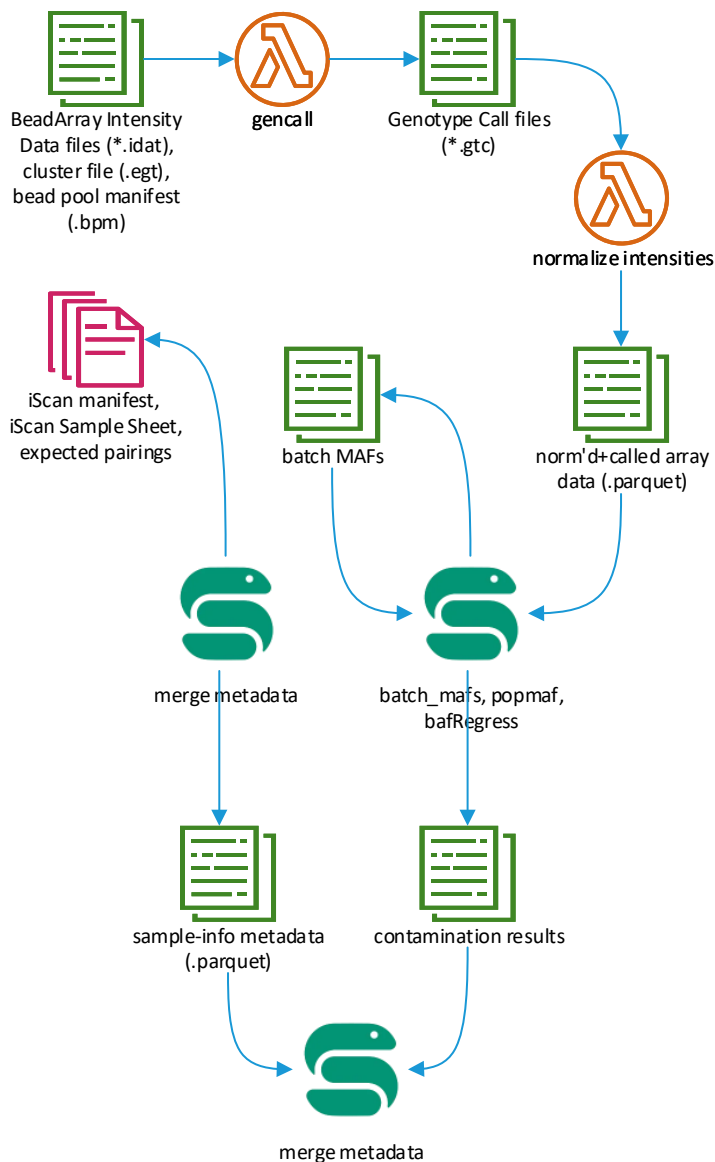 BeadArray Intensity
Data files (*.idat),
cluster file (.egt),
bead pool manifest
(.bpm)
gencall
Genotype Call files
(*.gtc)
normalize intensities
iScan manifest,
iScan Sample Sheet,
expected pairings
batch MAFs
norm'd+called array
data (.parquet)
merge metadata
batch_mafs, popmaf,
bafRegress
sample-info metadata
(.parquet)
contamination results
merge metadata